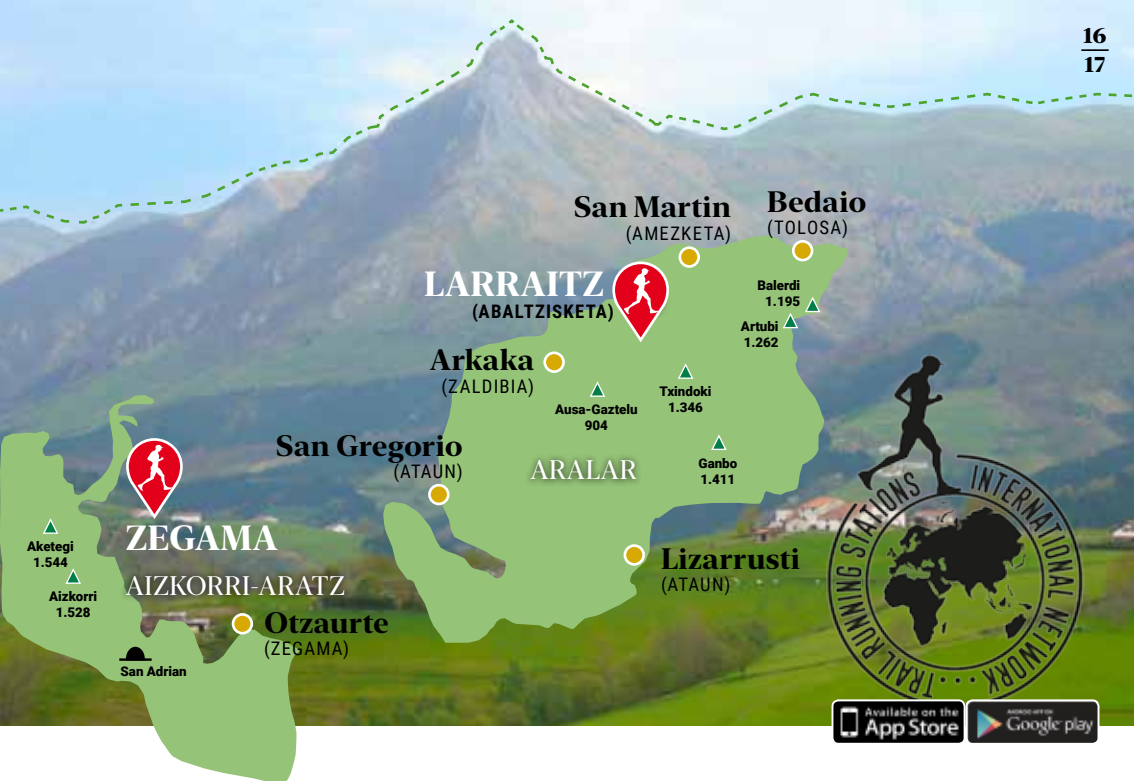 16
17
San Martin
(AMEZKETA)
Bedaio
(TOLOSA)
LARRAITZ
(ABALTZISKETA)
Balerdi
1.195
Artubi
1.262
Arkaka
(ZALDIBIA)
Txindoki
1.346
Ausa-Gaztelu
904
San Gregorio
(ATAUN)
ARALAR
Ganbo
1.411
ZEGAMA
Aketegi
1.544
AIZKORRI-ARATZ
Aizkorri
1.528
Lizarrusti
(ATAUN)
Otzaurte
(ZEGAMA)
San Adrian
TRAIL RUNNING STATIONS
INTERNATIONAL NETWORK
Available on the
App Store
ANDROID APP ON
Google play